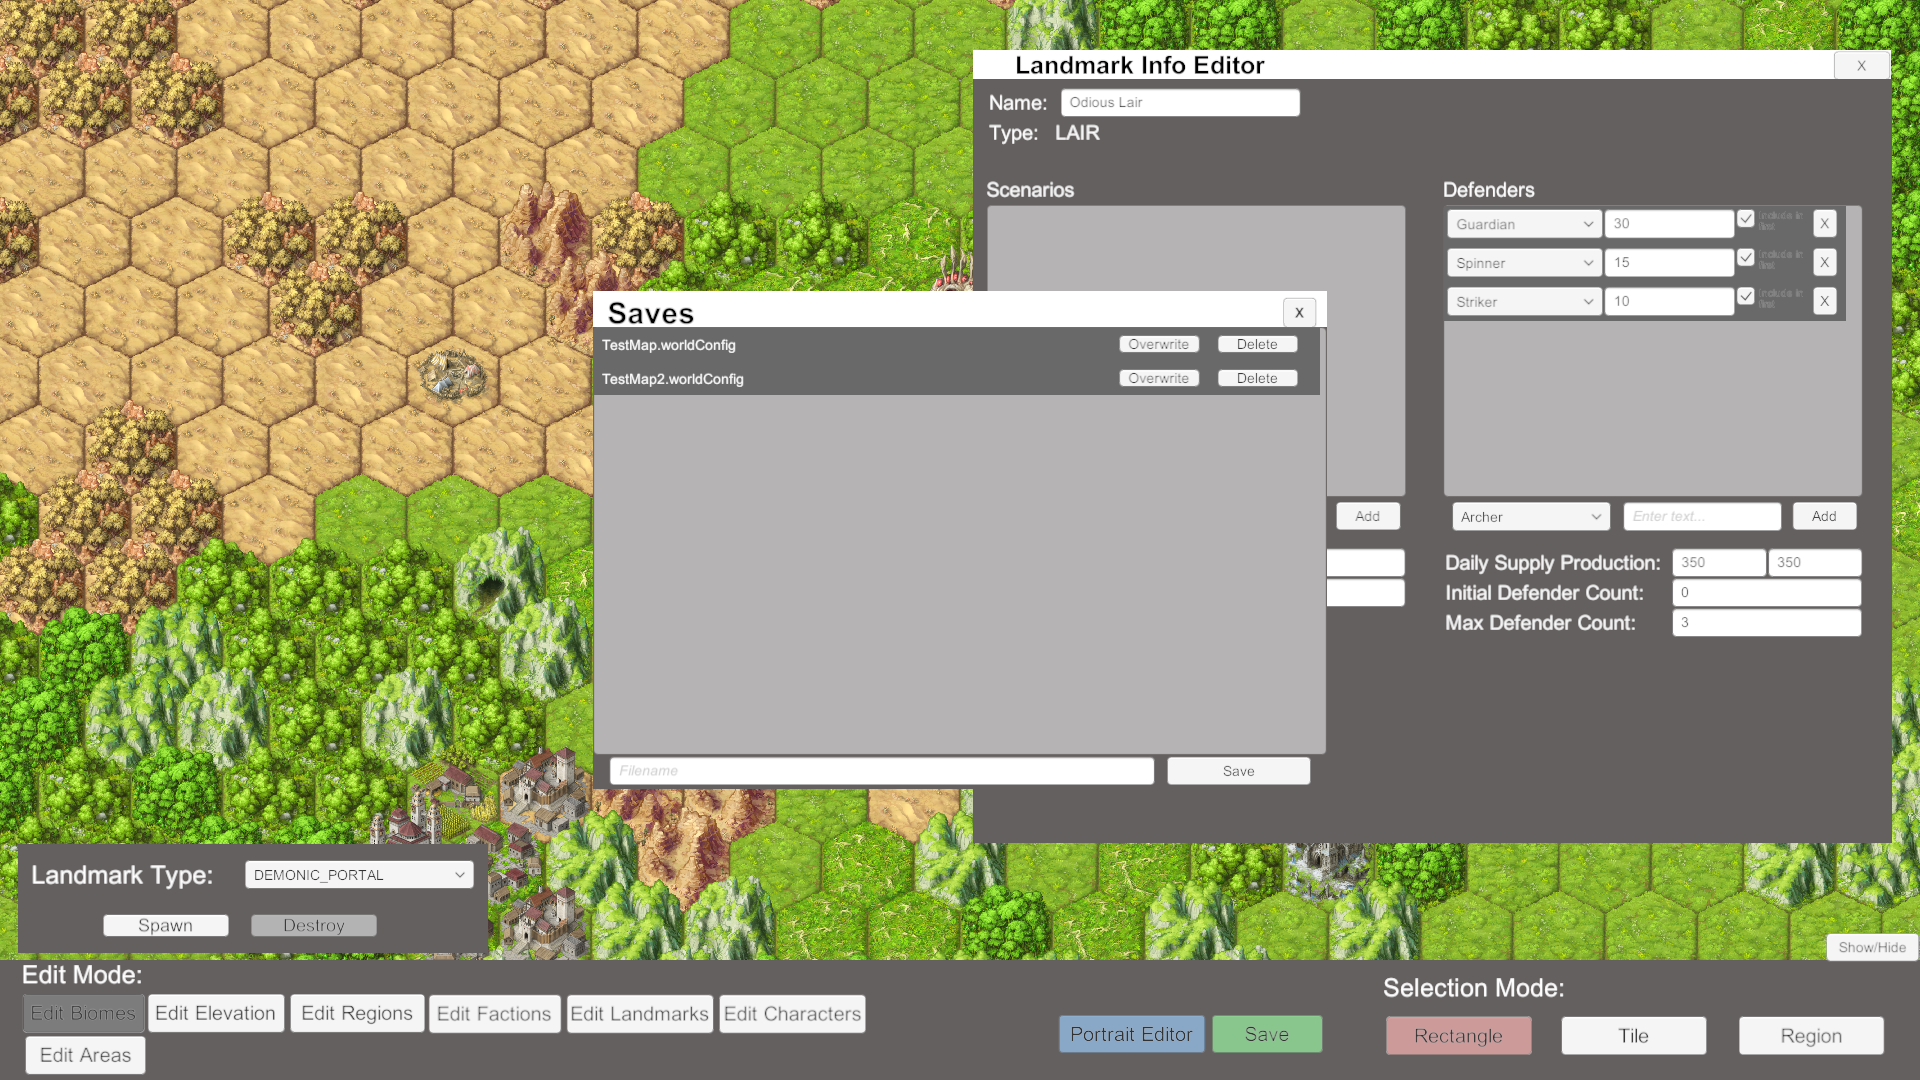 Landmark Info Editor
X
Name:
Odious Lair
Type: LAIR
Scenarios
Defenders
Guardian
30
X
Spinner
15
X
Striker
10
X
Saves
X
TestMap.worldConfig
Overwrite
Delete
TestMap2.worldConfig
Overwrite
Delete
Add
Archer
Enter text...
Add
Daily Supply Production:
350
350
Initial Defender Count:
0
Max Defender Count:
3
Filename
Save
Landmark Type:
DEMONIC_PORTAL
Spawn
Destroy
Show/Hide
Edit Mode:
Edit Biomes
Edit Elevation
Edit Regions
Edit Factions
Edit Landmarks
Edit Characters
Edit Areas
Portrait Editor
Save
Selection Mode:
Rectangle
Tile
Region